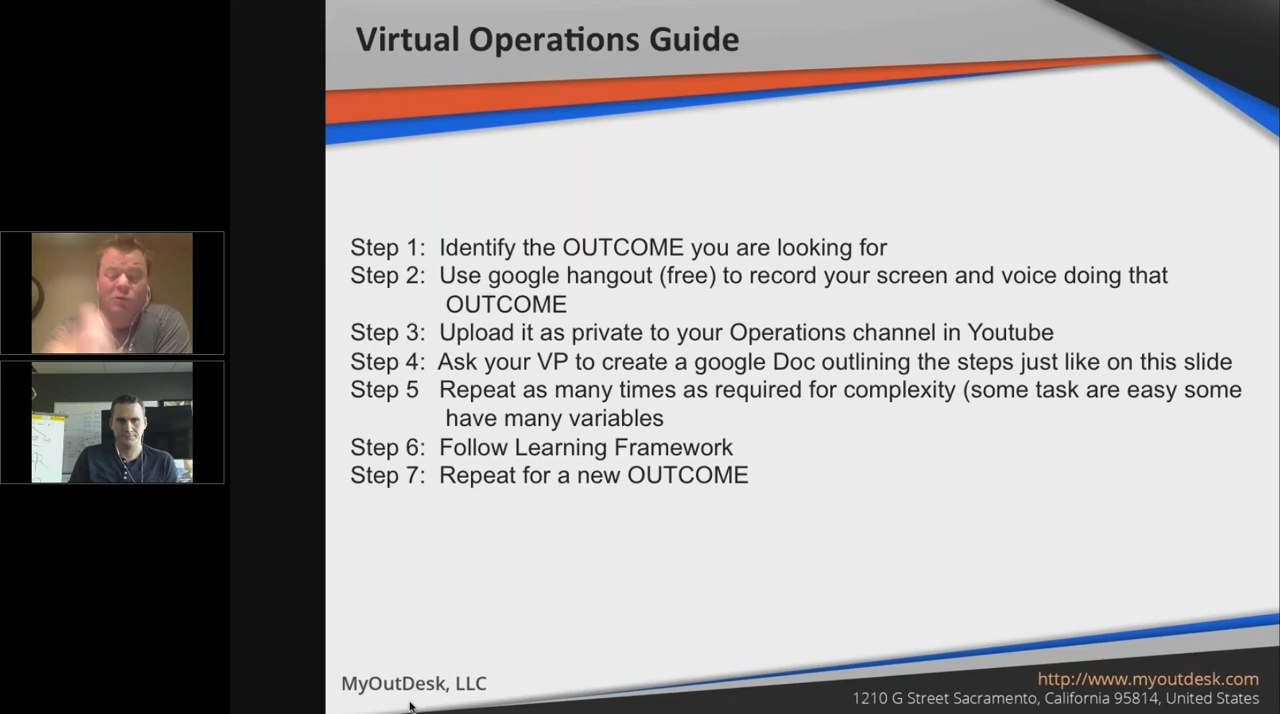 Virtual Operations Guide
Step 1: Identify the OUTCOME you are looking for
Step 2: Use google hangout (free) to record your screen and voice doing that
OUTCOME
Step 3: Upload it as private to your Operations channel in Youtube
Step 4: Ask your VP to create a google Doc outlining the steps just like on this slide
Step 5 Repeat as many times as required for complexity (some task are easy some
have many variables
Step 6: Follow Learning Framework
Step 7: Repeat for a new OUTCOME
MyOutDesk, LLC
http://www.myoutdesk.com
1210 G Street Sacramento, California 95814, United States